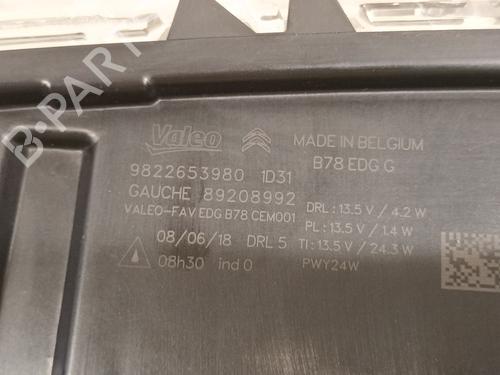 Valeo
MADE IN BELGIUM
B78 EDG G
9822653980 1D31
GAUCHE 89208992
VALEO-FAV EDG B78 CEM001
DRL : 13.5 V / 4.2 W
PL : 13.5 V / 1.4 W
08/06/18 DRL 5 TI : 13.5 V / 24.3 W
08h30 ind 0 PWY24W